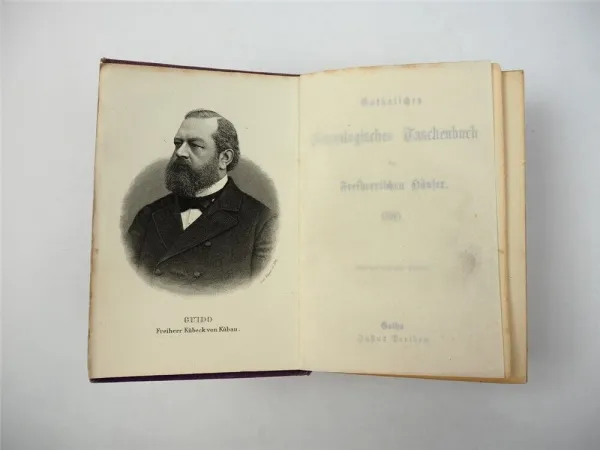 GUIDO
Freiherr Kübeck von Kübau.
Gothaisches
Genealogisches Taschenbuch
der
Freiherrlichen Häuser.
Gotha
Justus Perthes